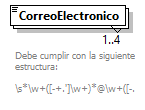 CorreoElectronico
1..4
Debe cumplir con la siguiente
estructura:
\s*\w+([-+.']\w+)*@\w+([-.